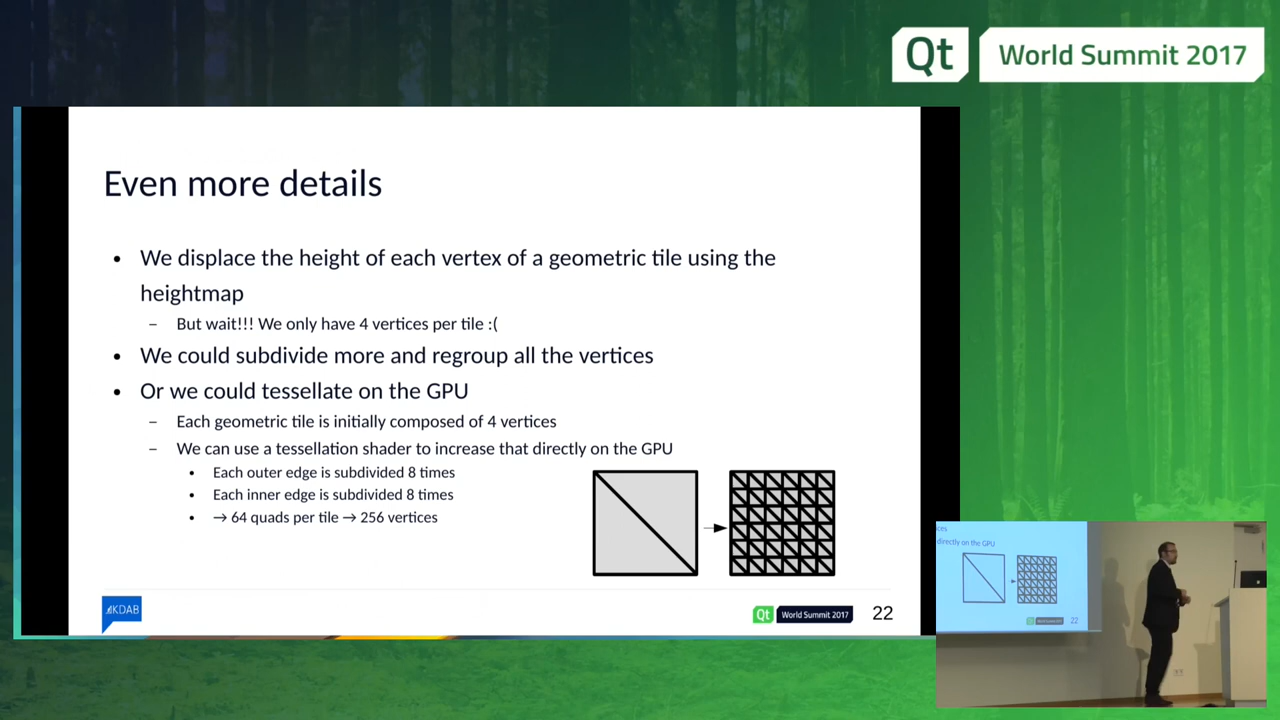 Qt World Summit 2017
Even more details
• We displace the height of each vertex of a geometric tile using the
heightmap
– But wait!!! We only have 4 vertices per tile :(
• We could subdivide more and regroup all the vertices
• Or we could tessellate on the GPU
– Each geometric tile is initially composed of 4 vertices
– We can use a tessellation shader to increase that directly on the GPU
• Each outer edge is subdivided 8 times
• Each inner edge is subdivided 8 times
• → 64 quads per tile → 256 vertices
KDAB
Qt World Summit 2017
22
ices
directly on the GPU
22